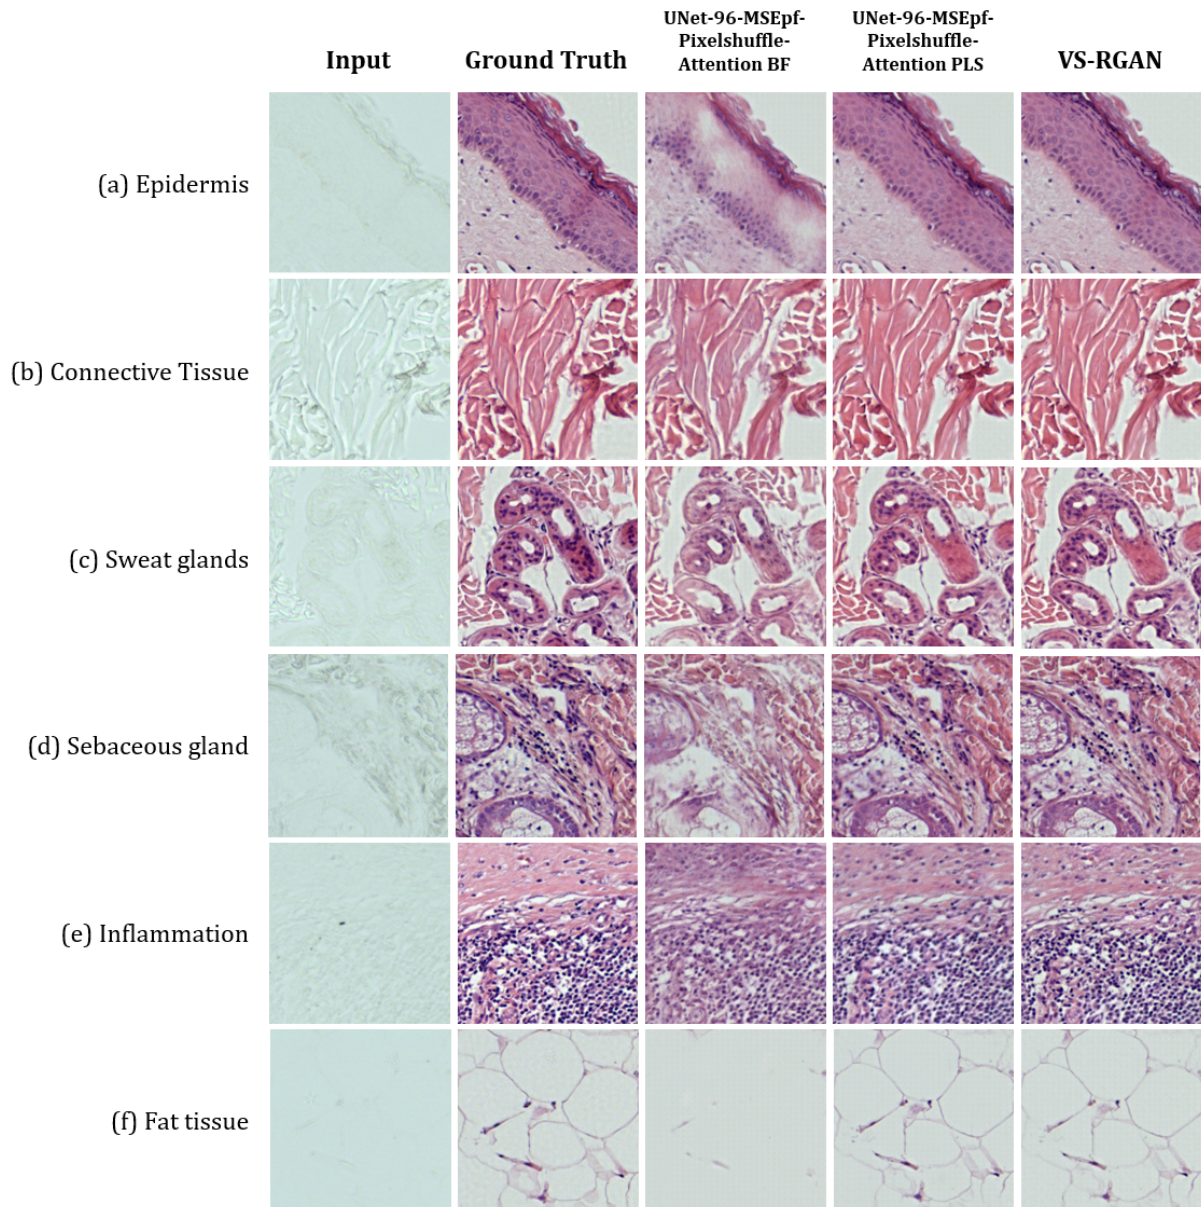 Input
Ground Truth
UNet-96-MSEpf-
Pixelshuffle-
Attention BF
UNet-96-MSEpf-
Pixelshuffle-
Attention PLS
VS-RGAN
(a) Epidermis
(b) Connective Tissue
(c) Sweat glands
(d) Sebaceous gland
(e) Inflammation
(f) Fat tissue